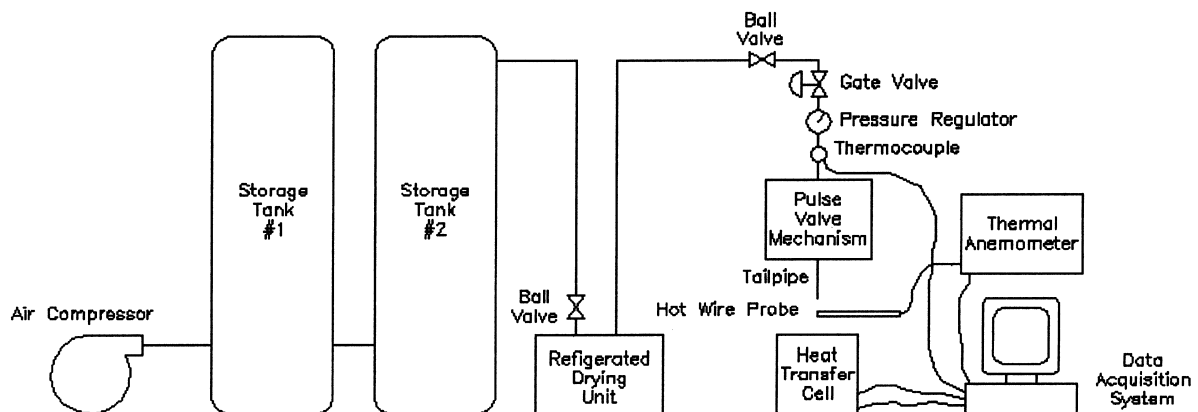 Ball
Valve
Gate Valve
Pressure Regulator
Thermocouple
Storage
Tank
#1
Storage
Tank
#2
Pulse
Valve
Mechanism
Thermal
Anemometer
Tailpipe
Hot Wire Probe
Ball
Valve
Air Compressor
Refigerated
Drying
Unit
Heat
Transfer
Cell
Data
Acquisition
System